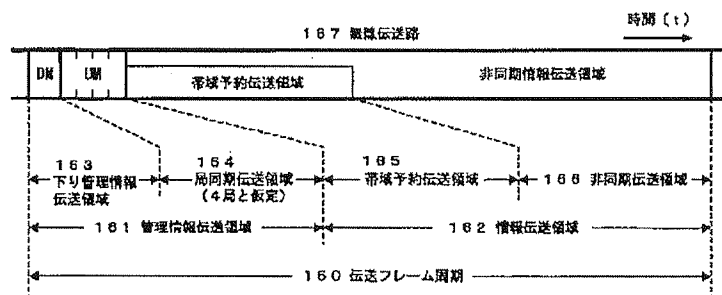 時間(t)
167 無線伝送路
DM
UM
帯域予約伝送領域
非同期情報伝送領域
163
下り管理情報
伝送領域
164
局同期伝送領域
(4局と仮定)
165
帯域予約伝送領域
166 非同期伝送領域
161 管理情報伝送領域
162 情報伝送領域
160 伝送フレーム周期